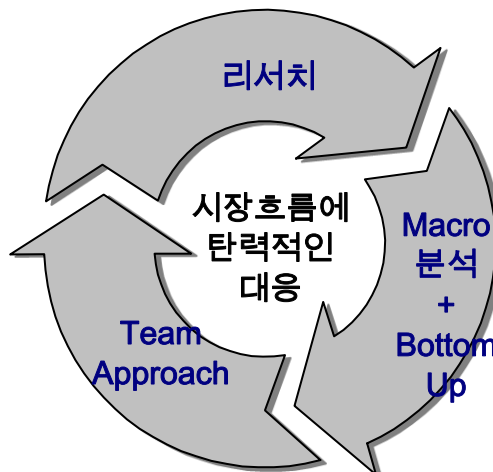 리서치
시장흐름에
탄력적인
대응
Macro
분석
+
Bottom
Up
Team
Approach